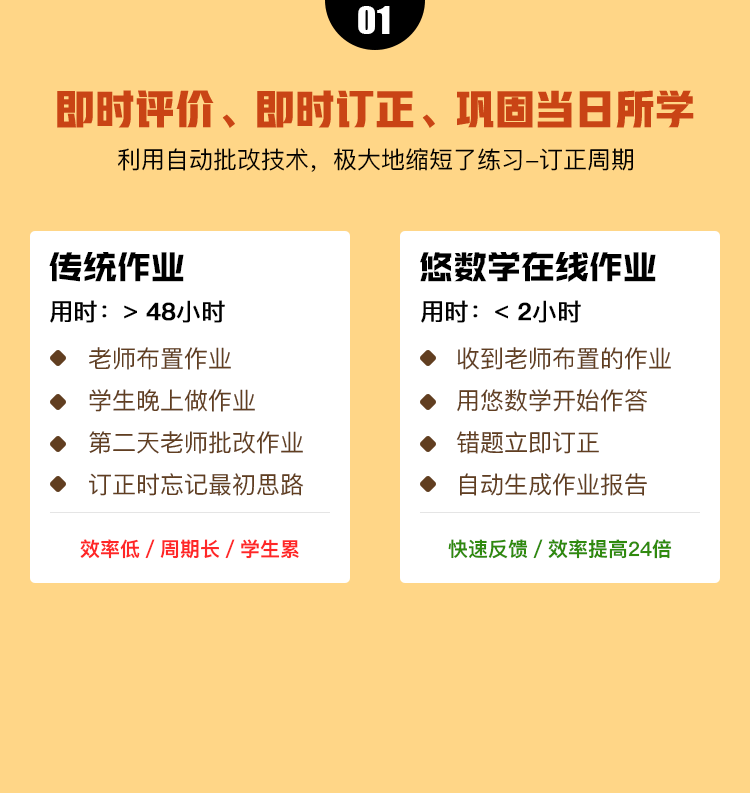 01
即时评价、即时订正、巩固当日所学
利用自动批改技术，极大地缩短了练习-订正周期
传统作业
用时：> 48小时
老师布置作业
学生晚上做作业
第二天老师批改作业
订正时忘记最初思路
效率低 / 周期长 / 学生累
悠数学在线作业
用时：< 2小时
收到老师布置的作业
用悠数学开始作答
错题立即订正
自动生成作业报告
快速反馈 / 效率提高24倍